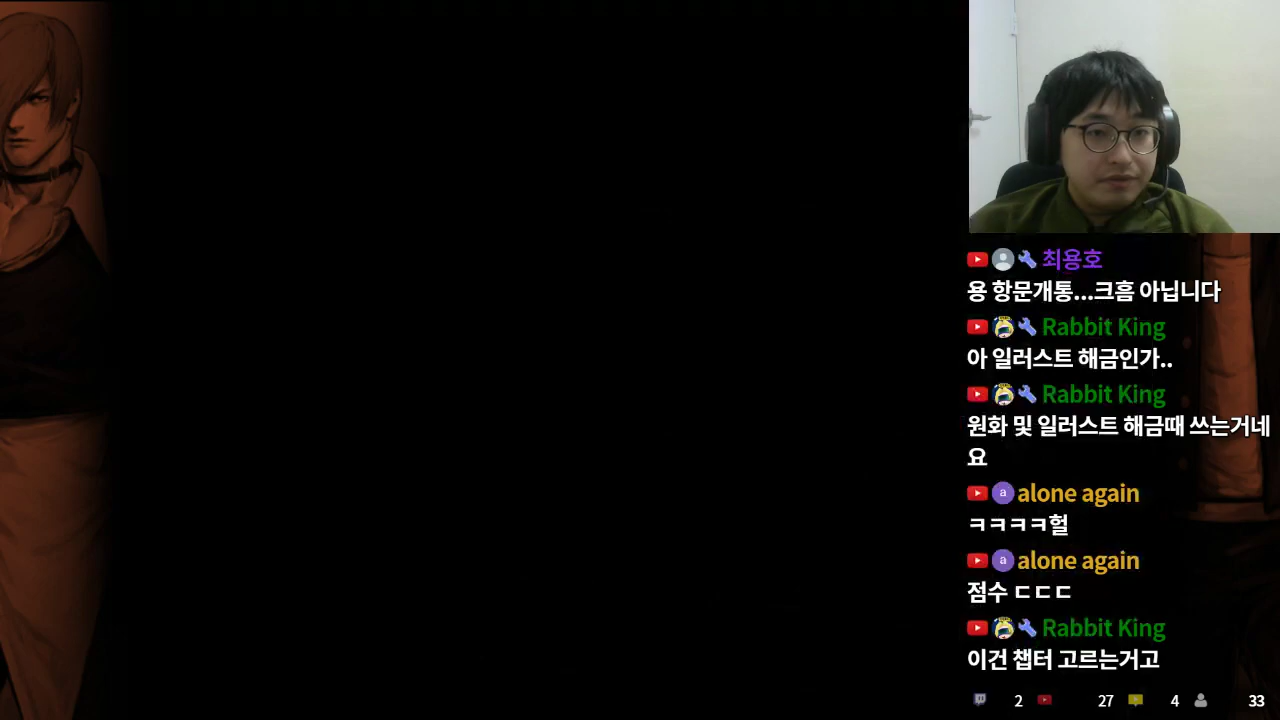 최용호
용 항문개통...크흠 아닙니다
Rabbit King
아 일러스트 해금인가..
Rabbit King
원화 및 일러스트 해금때 쓰는거네
요
a alone again
ㅋㅋㅋㅋ헐
a alone again
점수 ㄷㄷㄷ
Rabbit King
이건 챕터 고르는거고
2 27 4 33